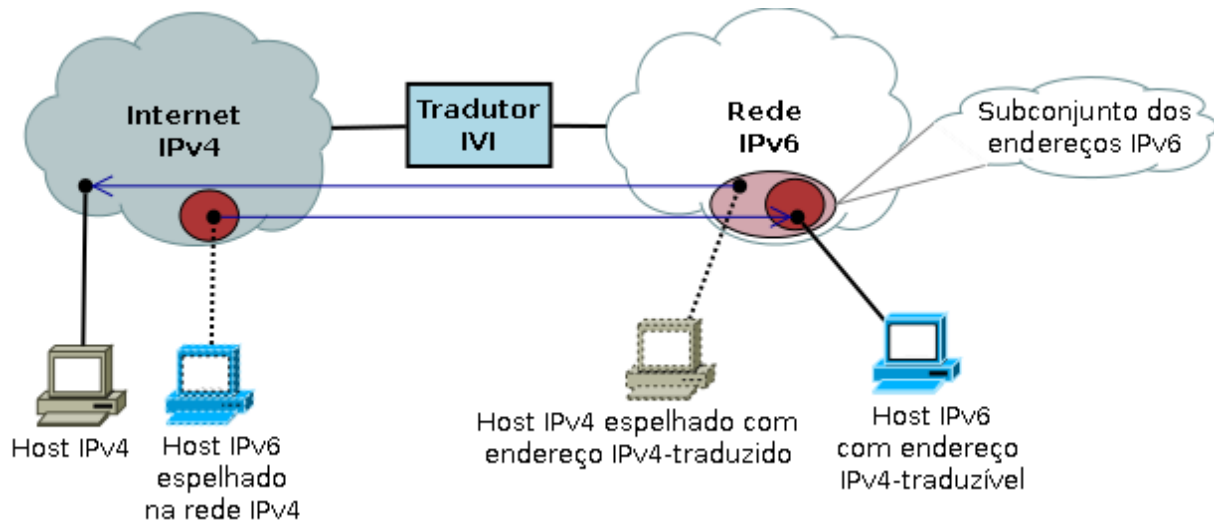 Internet
IPv4
Tradutor
IVI
Rede
IPv6
Subconjunto dos
endereços IPv6
Host IPv4
Host IPv6
espelhado
na rede IPv4
Host IPv4 espelhado com
endereço IPv4-traduzido
Host IPv6
com endereço
IPv4-traduzível